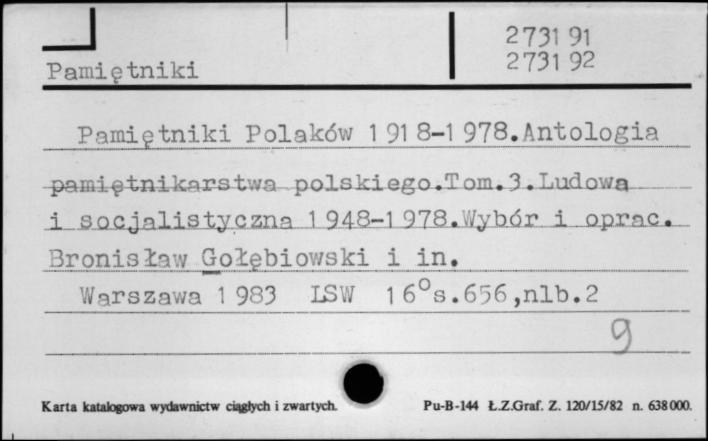 273191
273192
Pamiętniki
Pamiętniki Polaków 1918-1978.Antologia
pamiętnikarstwa polskiego.Tom.3.Ludowa
i socjalistyczna 1948-1978.Wybór i oprac.
Bronisław Gołębiowski i in.
Warszawa 1983 LSW 16°s.656,nlb.2
9
Karta katalogowa wydawnictw ciągłych i zwartych.
Pu-B-144 Ł.Z.Graf. Z. 120/15/82 n. 638000.